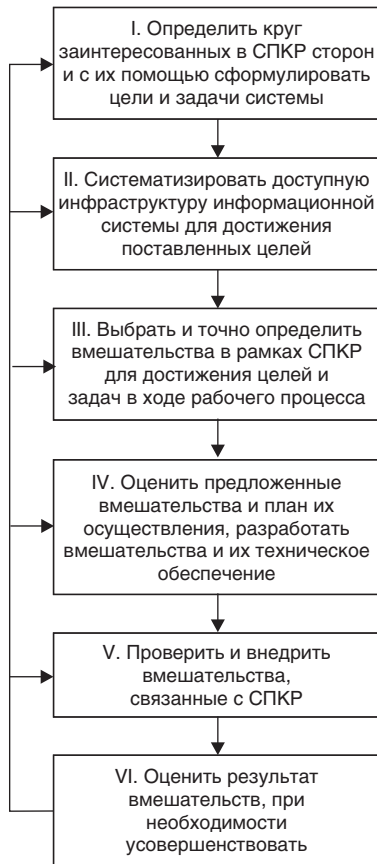 I. Определить круг
заинтересованных в СПКР сторон
и с их помощью сформулировать
цели и задачи системы
II. Систематизировать доступную
инфраструктуру информационной
системы для достижения
поставленных целей
III. Выбрать и точно определить
вмешательства в рамках СПКР
для достижения целей и
задач в ходе рабочего процесса
IV. Оценить предложенные
вмешательства и план их
осуществления, разработать
вмешательства и их техническое
обеспечение
V. Проверить и внедрить
вмешательства,
связанные с СПКР
VI. Оценить результат
вмешательств, при
необходимости
усовершенствовать